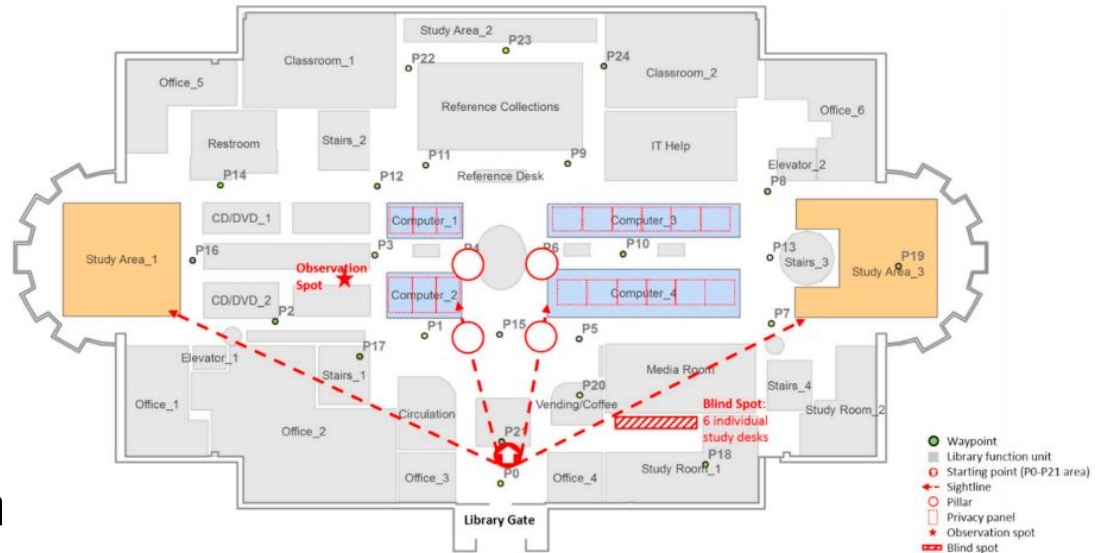 Study Area_2
P23
Classroom_1
P22
P24
Classroom_2
Office_5
Reference Collections
Office_6
Restroom
Stairs_2
IT Help
P11
P9
Elevator_2
Reference Desk
P14
P12
P8
CD/DVD_1
Computer_1
Computer_3
P3
P4
P6
P10
P13
Stairs_3
P16
Study Area_1
P19
Study Area_3
Observation
Spot
CD/DVD_2
Computer_2
Computer_4
P2
P1
P15
P5
P7
P17
Elevator_1
Stairs_1
Media Room
Stairs_4
P20
Office_1
Circulation
Vending/Coffee
Blind Spot:
6 individual
study desks
Study Room_2
Office_2
P21
P18
Study Room_1
Office_3
P0
Office_4
Library Gate
Waypoint
Library function unit
Starting point (P0-P21 area)
Sightline
Pillar
Privacy panel
Observation spot
Blind spot